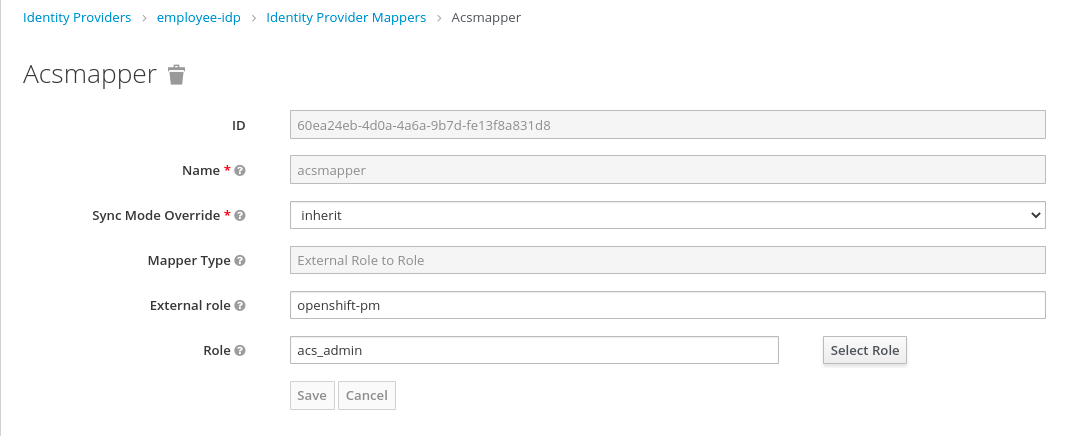 Identity Providers > employee-idp > Identity Provider Mappers > Acsmapper
Acsmapper
ID 60ea24eb-4d0a-4a6a-9b7d-fe13f8a831d8
Name * ? acsmapper
Sync Mode Override * ? inherit
Mapper Type ? External Role to Role
External role ? openshift-pm
Role ? acs_admin Select Role
Save Cancel